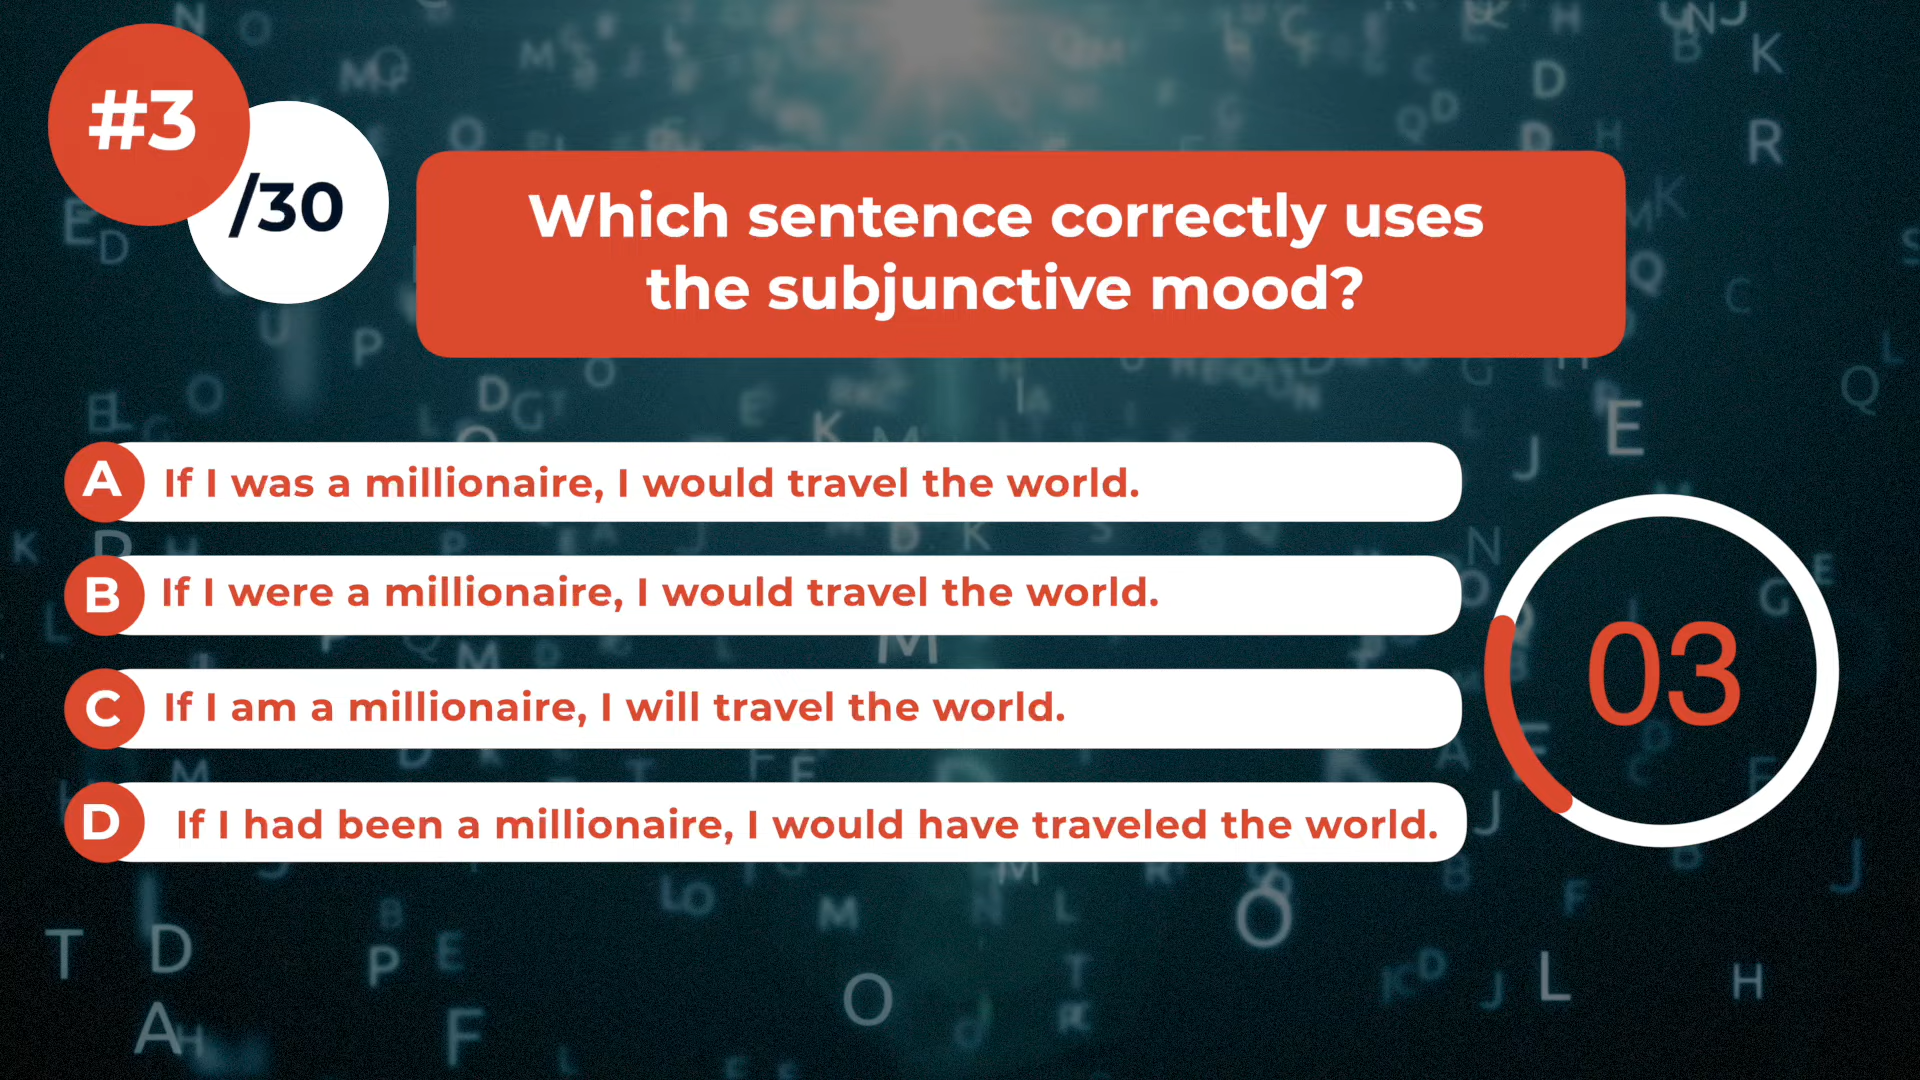 #3
/30
Which sentence correctly uses
the subjunctive mood?
A If I was a millionaire, I would travel the world.
B If I were a millionaire, I would travel the world.
C If I am a millionaire, I will travel the world.
D If I had been a millionaire, I would have traveled the world.
03